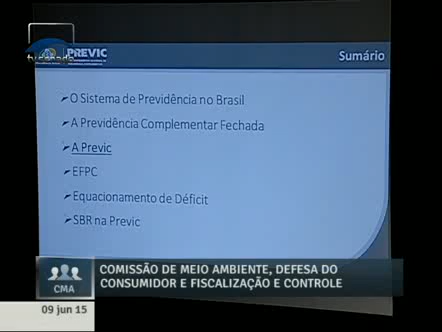 PREVIC
Sumário
➢O Sistema de Previdência no Brasil
➢A Previdência Complementar Fechada
➢A Previc
➢EFPC
➢Equacionamento de Déficit
➢SBR na Previc
COMISSÃO DE MEIO AMBIENTE, DEFESA DO
CONSUMIDOR E FISCALIZAÇÃO E CONTROLE
CMA
09 jun 15